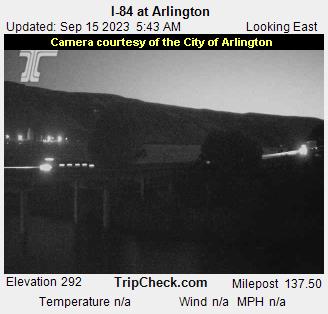 I-84 at Arlington
Updated: Sep 15 2023 5:43 AM Looking East
Camera courtesy of the City of Arlington
Elevation 292 TripCheck.com Milepost 137.50
Temperature n/a Wind n/a MPH n/a